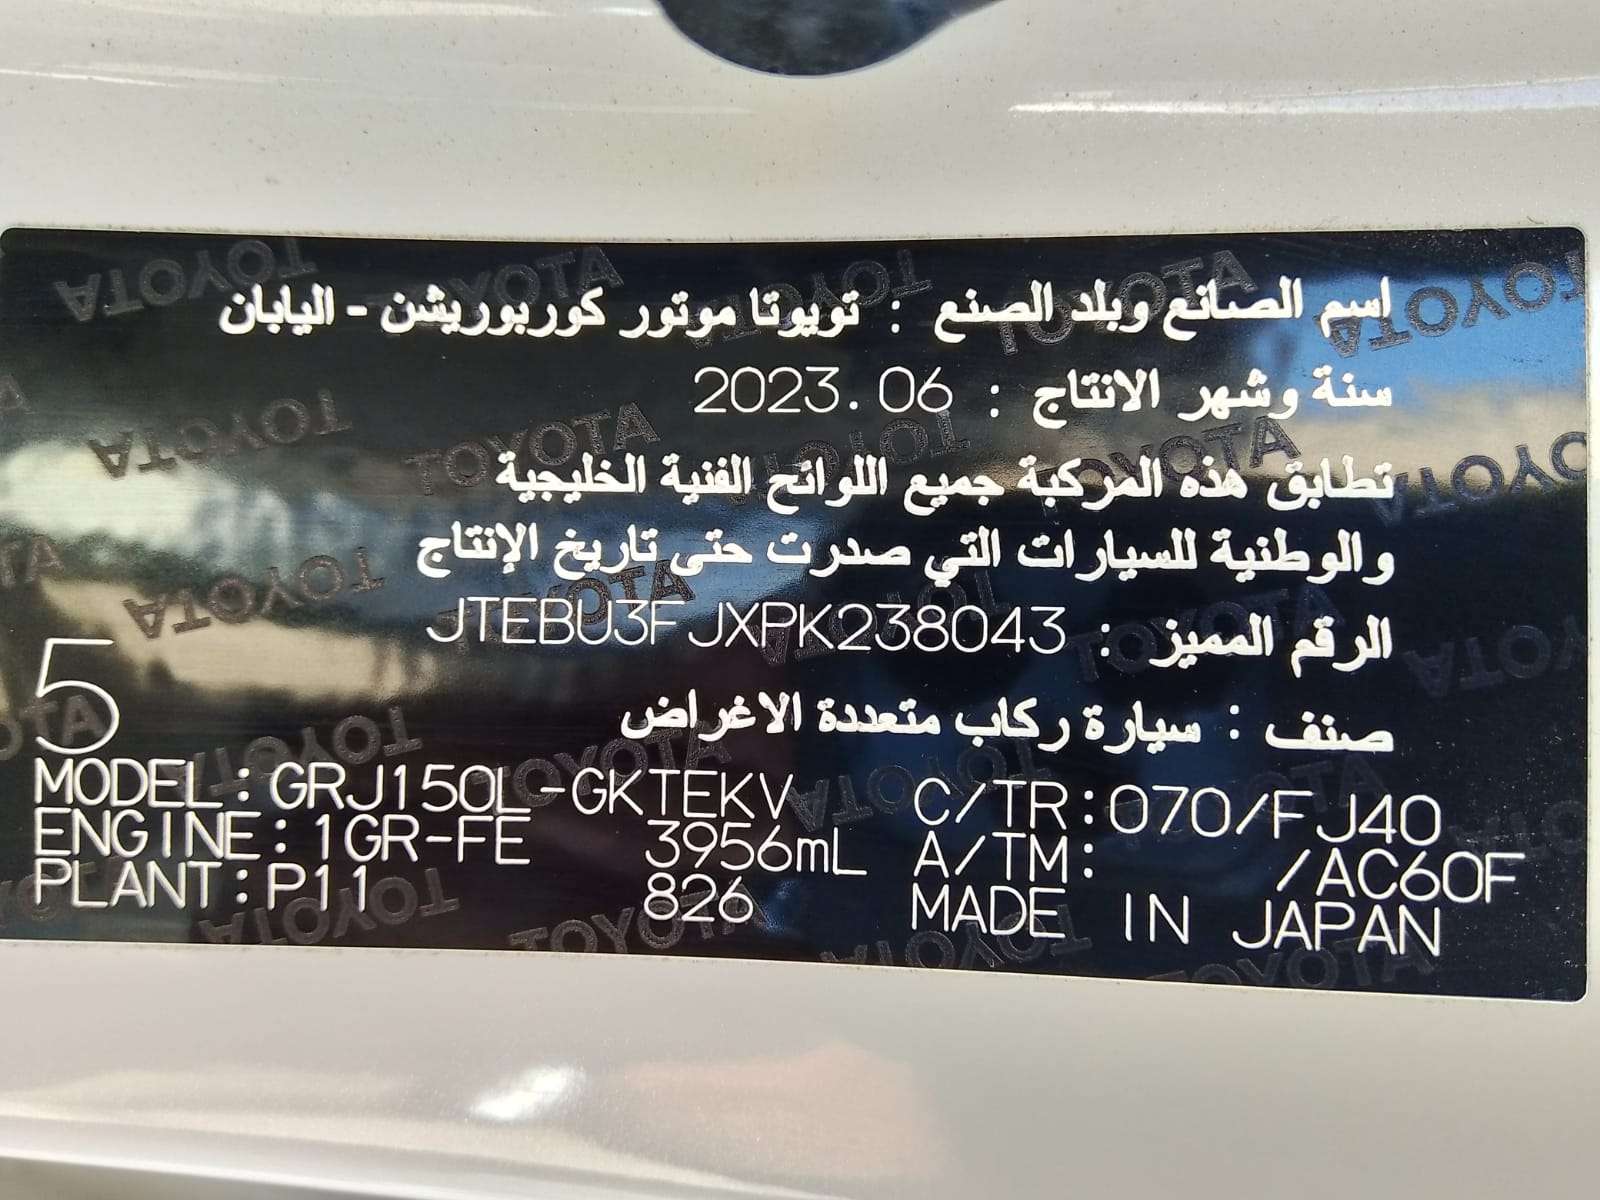 اسم الصانع وبلد الصنع : تويوتا موتور كوربوريشن - اليابان
سنة وشهر الانتاج : 2023.06
تطابق هذه المركبة جميع اللوائح الفنية الخليجية
والوطنية للسيارات التي صدرت حتى تاريخ الإنتاج
الرقم المميز : JTEBU3FJXPK238043
صنف : سيارة ركاب متعددة الاغراض
5
MODEL:GRJ150L-GKTEKV C/TR:070/FJ40
ENGINE:1GR-FE 3956mL A/TM: /AC60F
PLANT:P11 826 MADE IN JAPAN